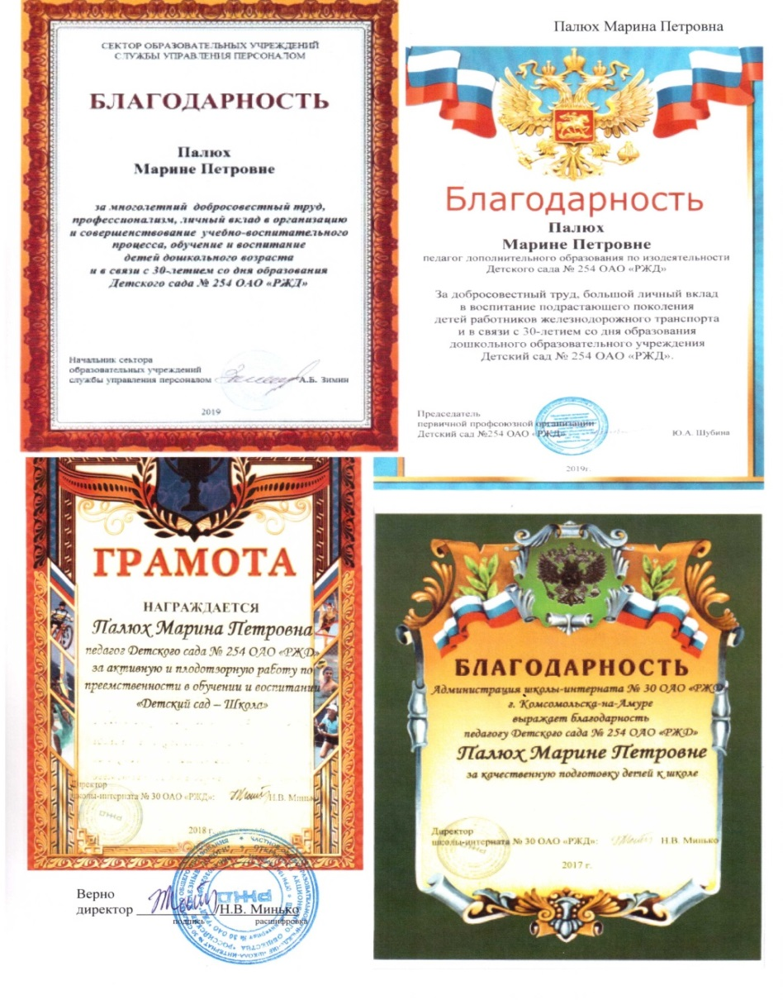 Палюх Марина Петровна
СЕКТОР ОБРАЗОВАТЕЛЬНЫХ УЧРЕЖДЕНИЙ
СЛУЖБЫ УПРАВЛЕНИЯ ПЕРСОНАЛОМ
БЛАГОДАРНОСТЬ
Палюх
Марине Петровне
за многолетний добросовестный труд,
профессионализм, личный вклад в организацию
и совершенствование учебно-воспитательного
процесса, обучение и воспитание
детей дошкольного возраста
и в связи с 30-летием со дня образования
Детского сада № 254 ОАО «РЖД»
Начальник сектора
образовательных учреждений
службы управления персоналом А.Б. Зимин
2019
Благодарность
Палюх
Марине Петровне
педагог дополнительного образования по изодеятельности
Детского сада № 254 ОАО «РЖД»
За добросовестный труд, большой личный вклад
в воспитание подрастающего поколения
детей работников железнодорожного транспорта
и в связи с 30-летием со дня образования
дошкольного образовательного учреждения
Детский сад № 254 ОАО «РЖД».
Председатель
первичной профсоюзной организации
Детский сад №254 ОАО «РЖД» Ю.А. Шубина
2019г.
ГРАМОТА
НАГРАЖДАЕТСЯ
Палюх Марина Петровна
педагог Детского сада № 254 ОАО «РЖД»
за активную и плодотворную работу по
преемственности в обучении и воспитании
«Детский сад – Школа»
Директор
школы-интерната № 30 ОАО «РЖД»: Н.В. Минько
2018 г.
БЛАГОДАРНОСТЬ
Администрация школы-интерната № 30 ОАО «РЖД»
г. Комсомольска-на-Амуре
выражает благодарность
педагогу Детского сада № 254 ОАО «РЖД»
Палюх Марине Петровне
за качественную подготовку детей к школе
Директор
школы-интерната № 30 ОАО «РЖД»: Н.В. Минько
2017 г.
Верно
директор /Н.В. Минько
подпись расшифровка